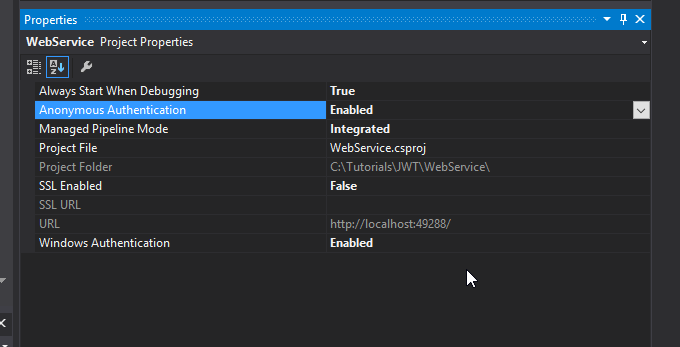 Properties
WebService Project Properties
Always Start When Debugging True
Anonymous Authentication Enabled
Managed Pipeline Mode Integrated
Project File WebService.csproj
Project Folder C:\Tutorials\JWT\WebService\
SSL Enabled False
SSL URL
URL http://localhost:49288/
Windows Authentication Enabled